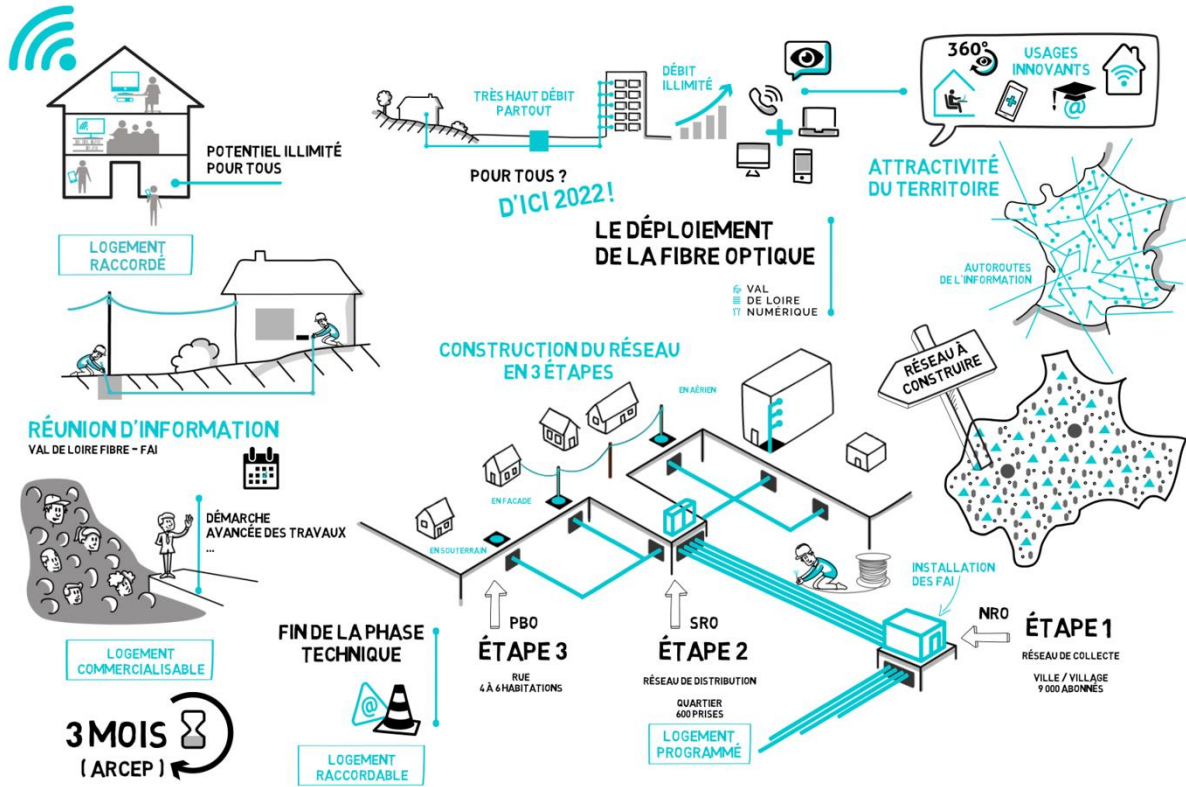 POTENTIEL ILLIMITÉ
POUR TOUS
TRÈS HAUT DÉBIT
PARTOUT
DÉBIT
ILLIMITÉ
POUR TOUS ?
D'ICI 2022 !
360°
USAGES
INNOVANTS
@
ATTRACTIVITÉ
DU TERRITOIRE
AUTOROUTES
DE L'INFORMATION
LE DÉPLOIEMENT
DE LA FIBRE OPTIQUE
VAL
DE LOIRE
NUMÉRIQUE
RÉSEAU À
CONSTRUIRE
CONSTRUCTION DU RÉSEAU
EN 3 ÉTAPES
EN AÉRIEN
EN FACADE
EN SOUTERRAIN
INSTALLATION
DES FAI
NRO
ÉTAPE 1
RÉSEAU DE COLLECTE
VILLE / VILLAGE
9 000 ABONNÉS
SRO
ÉTAPE 2
RÉSEAU DE DISTRIBUTION
QUARTIER
600 PRISES
LOGEMENT
PROGRAMMÉ
PBO
ÉTAPE 3
RUE
4 À 6 HABITATIONS
FIN DE LA PHASE
TECHNIQUE
@
LOGEMENT
RACCORDABLE
3 MOIS
( ARCEP )
LOGEMENT
COMMERCIALISABLE
RÉUNION D'INFORMATION
VAL DE LOIRE FIBRE – FAI
DÉMARCHE
AVANCÉE DES TRAVAUX
...
LOGEMENT
RACCORDÉ